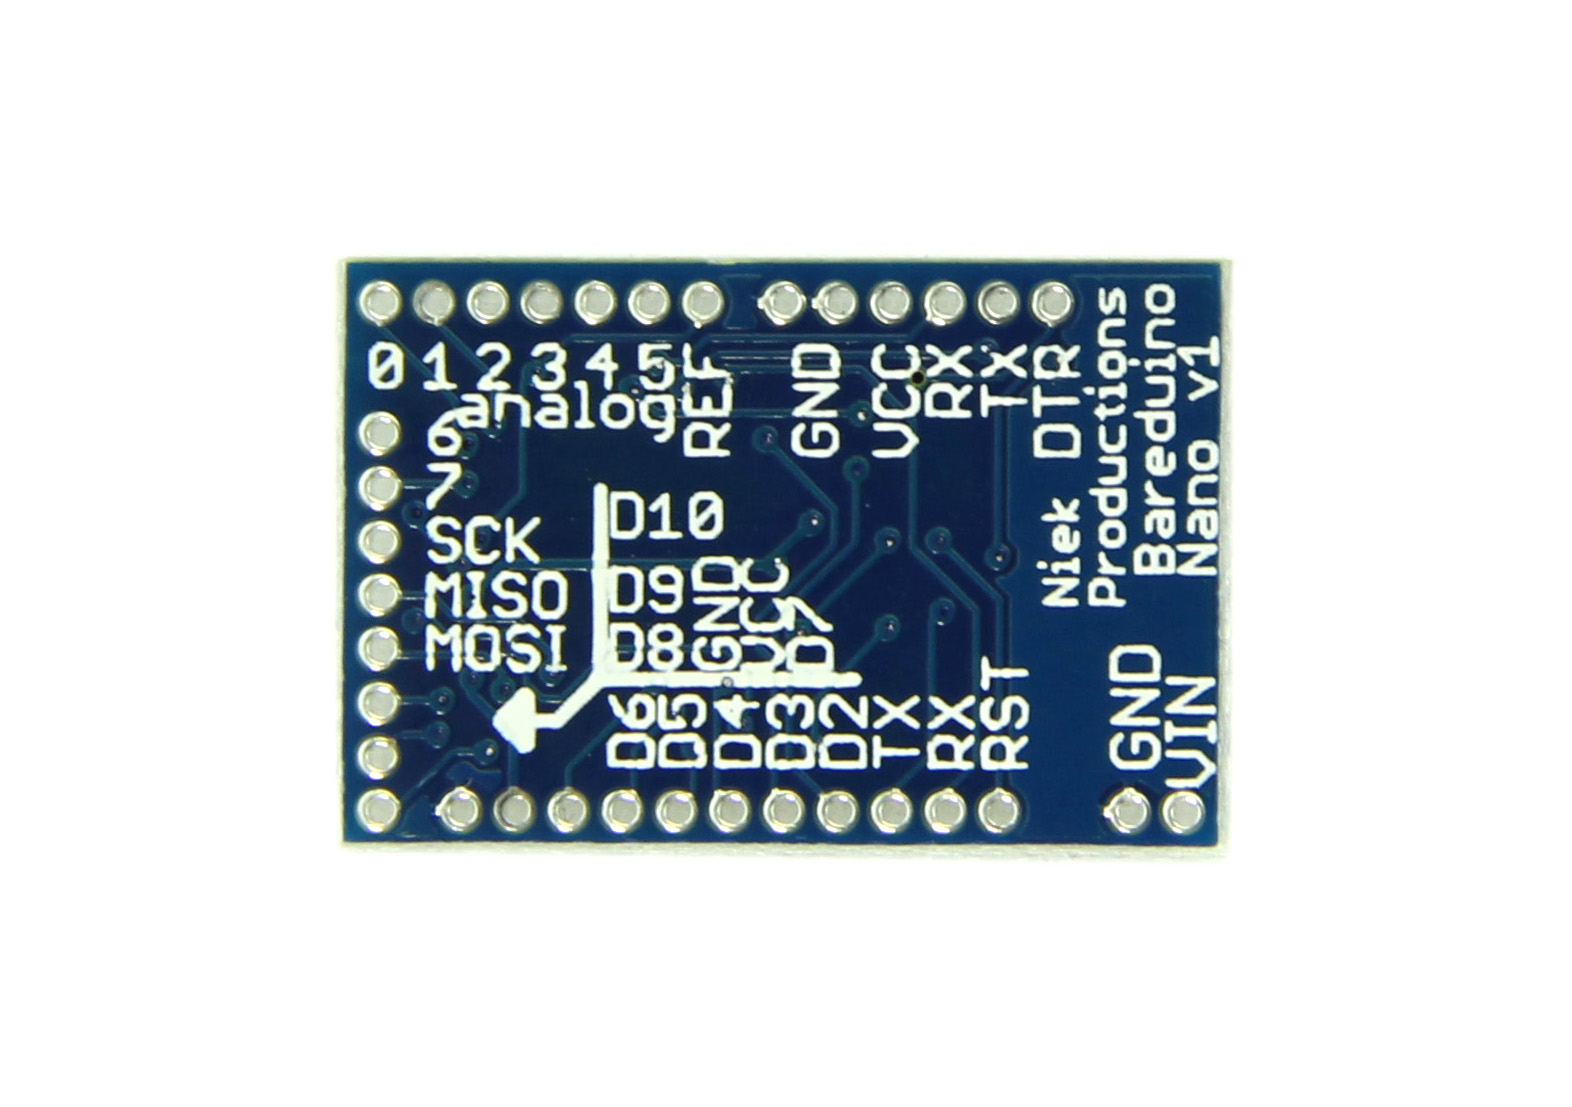 0 1 2 3 4 5 REF GND VCC RX TX DTR
analog
6
7
SCK
MISO
MOSI
D10
D9
D8
GND
VCC
D7
D6 D5 D4 D3 D2 TX RX RST
GND VIN
Niek
Productions
Bareduino
Nano v1